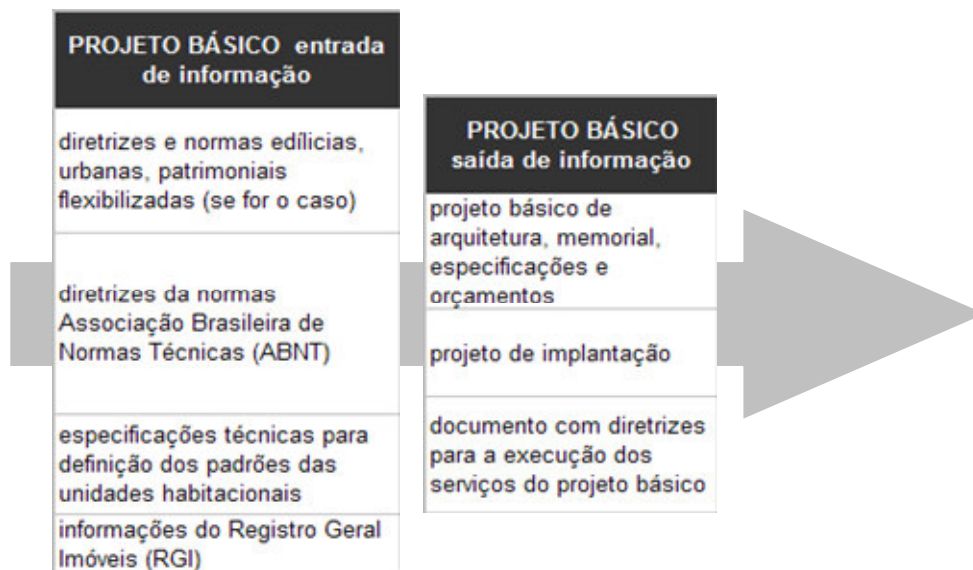 PROJETO BÁSICO entrada
de informação
diretrizes e normas edílicias,
urbanas, patrimoniais
flexibilizadas (se for o caso)
diretrizes da normas
Associação Brasileira de
Normas Técnicas (ABNT)
especificações técnicas para
definição dos padrões das
unidades habitacionais
informações do Registro Geral
Imóveis (RGI)
PROJETO BÁSICO
saída de informação
projeto básico de
arquitetura, memorial,
especificações e
orçamentos
projeto de implantação
documento com diretrizes
para a execução dos
serviços do projeto básico